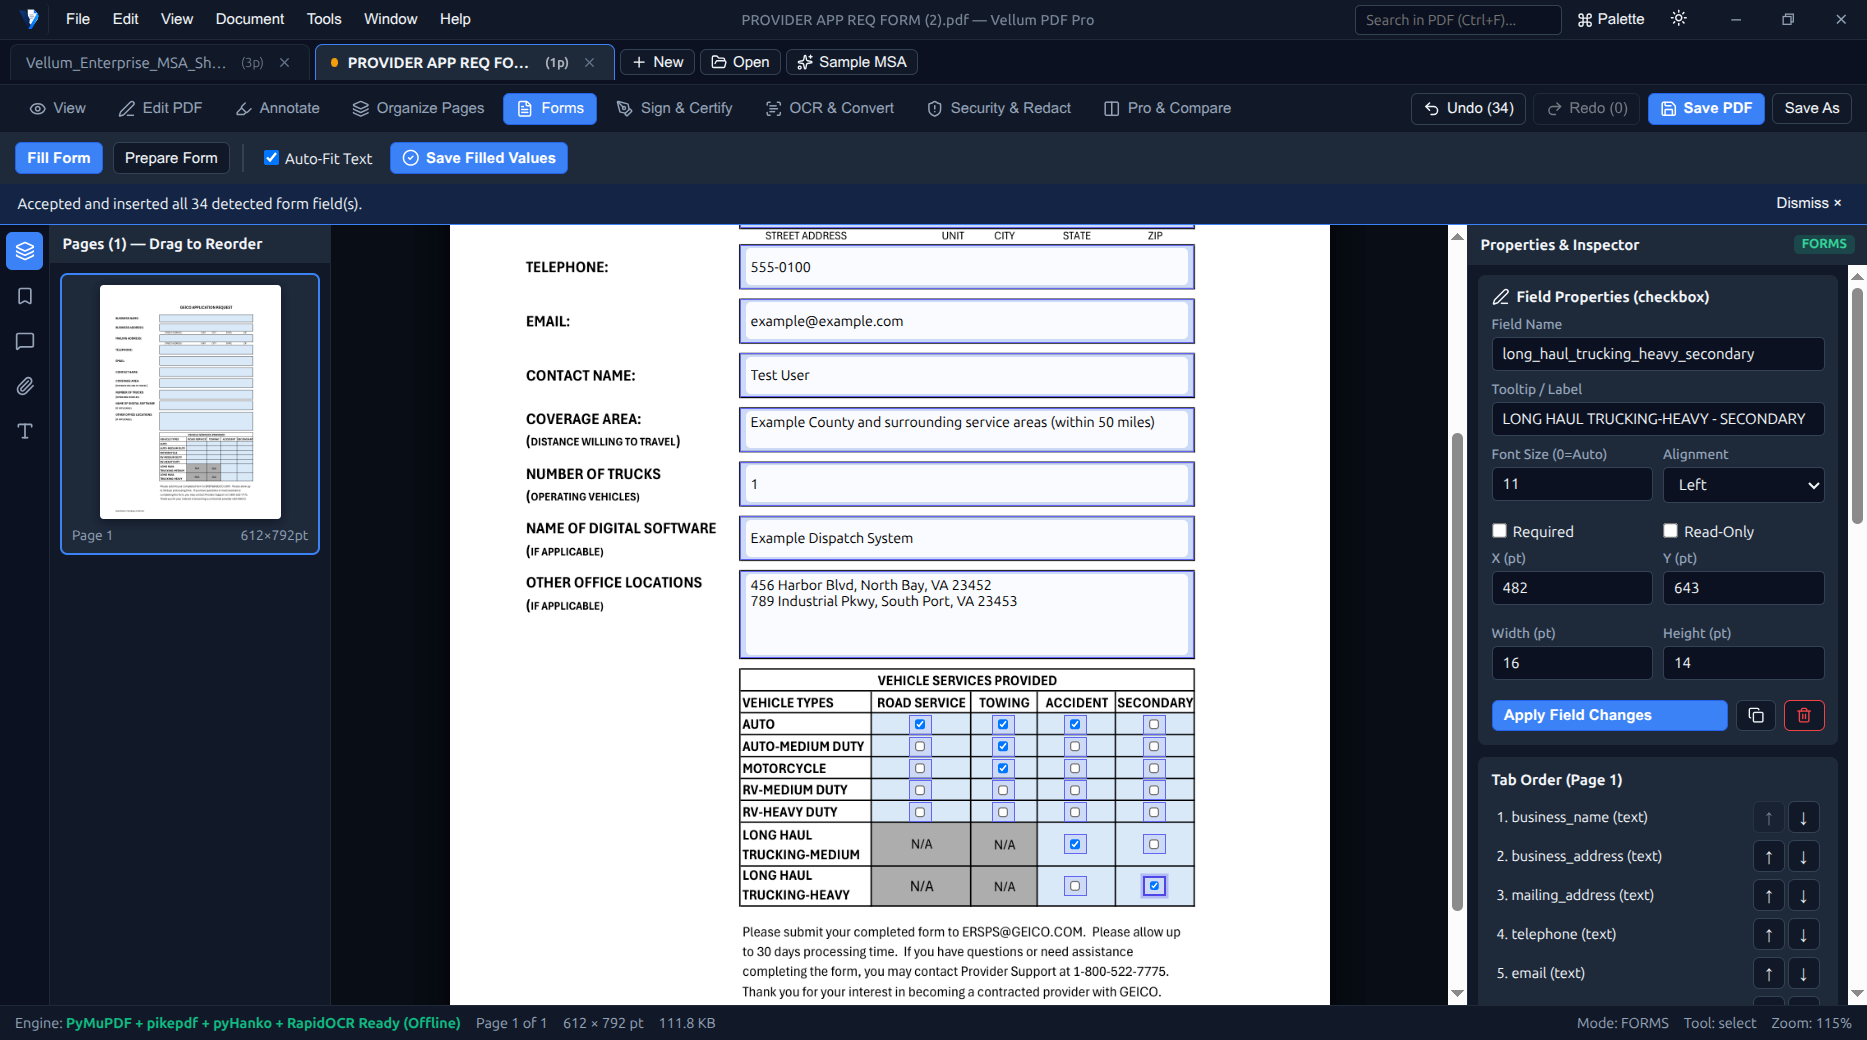 File Edit View Document Tools Window Help
PROVIDER APP REQ FORM (2).pdf — Vellum PDF Pro
Search in PDF (Ctrl+F)...
⌘ Palette
Vellum_Enterprise_MSA_Sh... (3p) ×
PROVIDER APP REQ FO... (1p) ×
+ New
Open
Sample MSA
View Edit PDF Annotate Organize Pages Forms Sign & Certify OCR & Convert Security & Redact Pro & Compare
Undo (34) Redo (0) Save PDF Save As
Fill Form Prepare Form Auto-Fit Text Save Filled Values
Accepted and inserted all 34 detected form field(s).
Dismiss ×
Pages (1) — Drag to Reorder
Page 1 612×792pt
STREET ADDRESS UNIT CITY STATE ZIP
TELEPHONE: 555-0100
EMAIL: example@example.com
CONTACT NAME: Test User
COVERAGE AREA:
(DISTANCE WILLING TO TRAVEL)
Example County and surrounding service areas (within 50 miles)
NUMBER OF TRUCKS
(OPERATING VEHICLES)
1
NAME OF DIGITAL SOFTWARE
(IF APPLICABLE)
Example Dispatch System
OTHER OFFICE LOCATIONS
(IF APPLICABLE)
456 Harbor Blvd, North Bay, VA 23452
789 Industrial Pkwy, South Port, VA 23453
VEHICLE SERVICES PROVIDED
VEHICLE TYPES ROAD SERVICE TOWING ACCIDENT SECONDARY
AUTO
AUTO-MEDIUM DUTY
MOTORCYCLE
RV-MEDIUM DUTY
RV-HEAVY DUTY
LONG HAUL
TRUCKING-MEDIUM
N/A N/A
LONG HAUL
TRUCKING-HEAVY
N/A N/A
Please submit your completed form to ERSPS@GEICO.COM. Please allow up
to 30 days processing time. If you have questions or need assistance
completing the form, you may contact Provider Support at 1-800-522-7775.
Thank you for your interest in becoming a contracted provider with GEICO.
Properties & Inspector FORMS
Field Properties (checkbox)
Field Name
long_haul_trucking_heavy_secondary
Tooltip / Label
LONG HAUL TRUCKING-HEAVY - SECONDARY
Font Size (0=Auto) Alignment
11 Left
Required Read-Only
X (pt) Y (pt)
482 643
Width (pt) Height (pt)
16 14
Apply Field Changes
Tab Order (Page 1)
1. business_name (text) ↑ ↓
2. business_address (text) ↑ ↓
3. mailing_address (text) ↑ ↓
4. telephone (text) ↑ ↓
5. email (text) ↑ ↓
Engine: PyMuPDF + pikepdf + pyHanko + RapidOCR Ready (Offline) Page 1 of 1 612 × 792 pt 111.8 KB
Mode: FORMS Tool: select Zoom: 115%